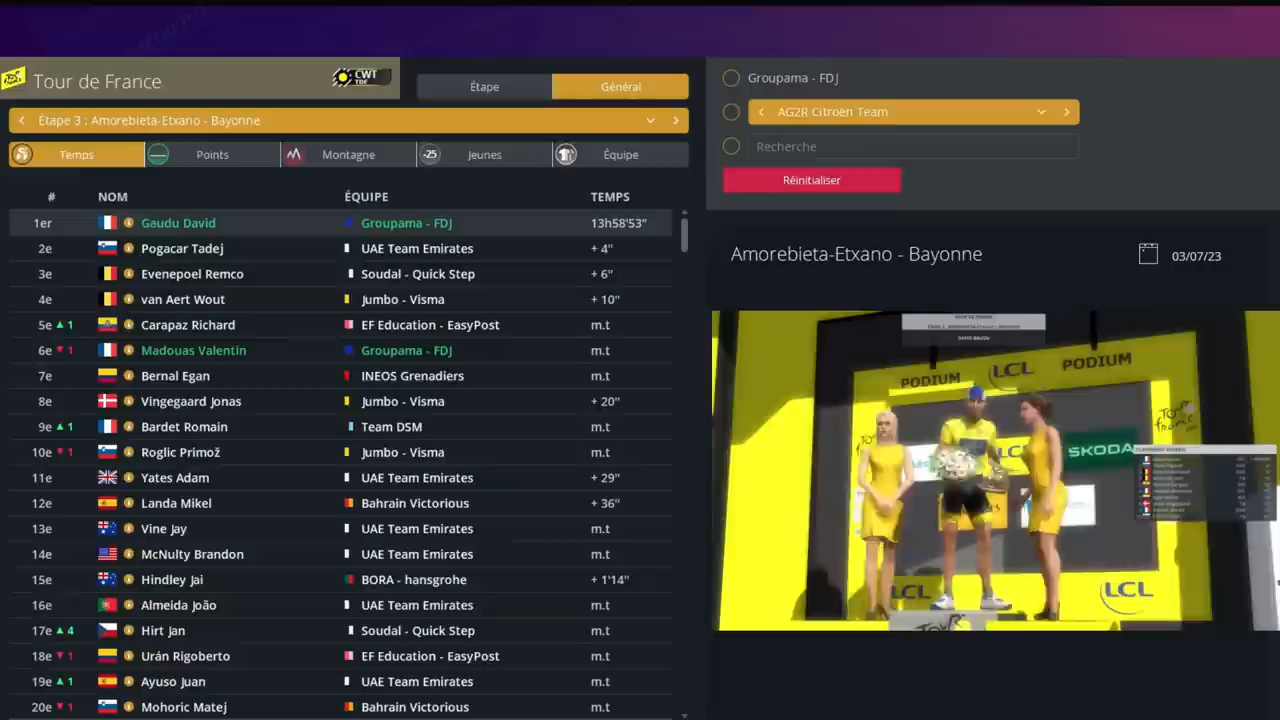 Tour de France
CWT
TDF
Étape
Général
Étape 3 : Amorebieta-Etxano - Bayonne
Temps
Points
Montagne
-25
Jeunes
Équipe
# NOM ÉQUIPE TEMPS
1er Gaudu David Groupama - FDJ 13h58'53"
2e Pogacar Tadej UAE Team Emirates + 4"
3e Evenepoel Remco Soudal - Quick Step + 6"
4e van Aert Wout Jumbo - Visma + 10"
5e 1 Carapaz Richard EF Education - EasyPost m.t
6e 1 Madouas Valentin Groupama - FDJ m.t
7e Bernal Egan INEOS Grenadiers m.t
8e Vingegaard Jonas Jumbo - Visma + 20"
9e 1 Bardet Romain Team DSM m.t
10e 1 Roglic Primož Jumbo - Visma m.t
11e Yates Adam UAE Team Emirates + 29"
12e Landa Mikel Bahrain Victorious + 36"
13e Vine Jay UAE Team Emirates m.t
14e McNulty Brandon UAE Team Emirates m.t
15e Hindley Jai BORA - hansgrohe + 1'14"
16e Almeida João UAE Team Emirates m.t
17e 4 Hirt Jan Soudal - Quick Step m.t
18e 1 Urán Rigoberto EF Education - EasyPost m.t
19e 1 Ayuso Juan UAE Team Emirates m.t
20e 1 Mohoric Matej Bahrain Victorious m.t
Groupama - FDJ
AG2R Citroën Team
Recherche
Réinitialiser
Amorebieta-Etxano - Bayonne
03/07/23
PODIUM LCL PODIUM
Tour de france
ŠKODA
LCL
LCL